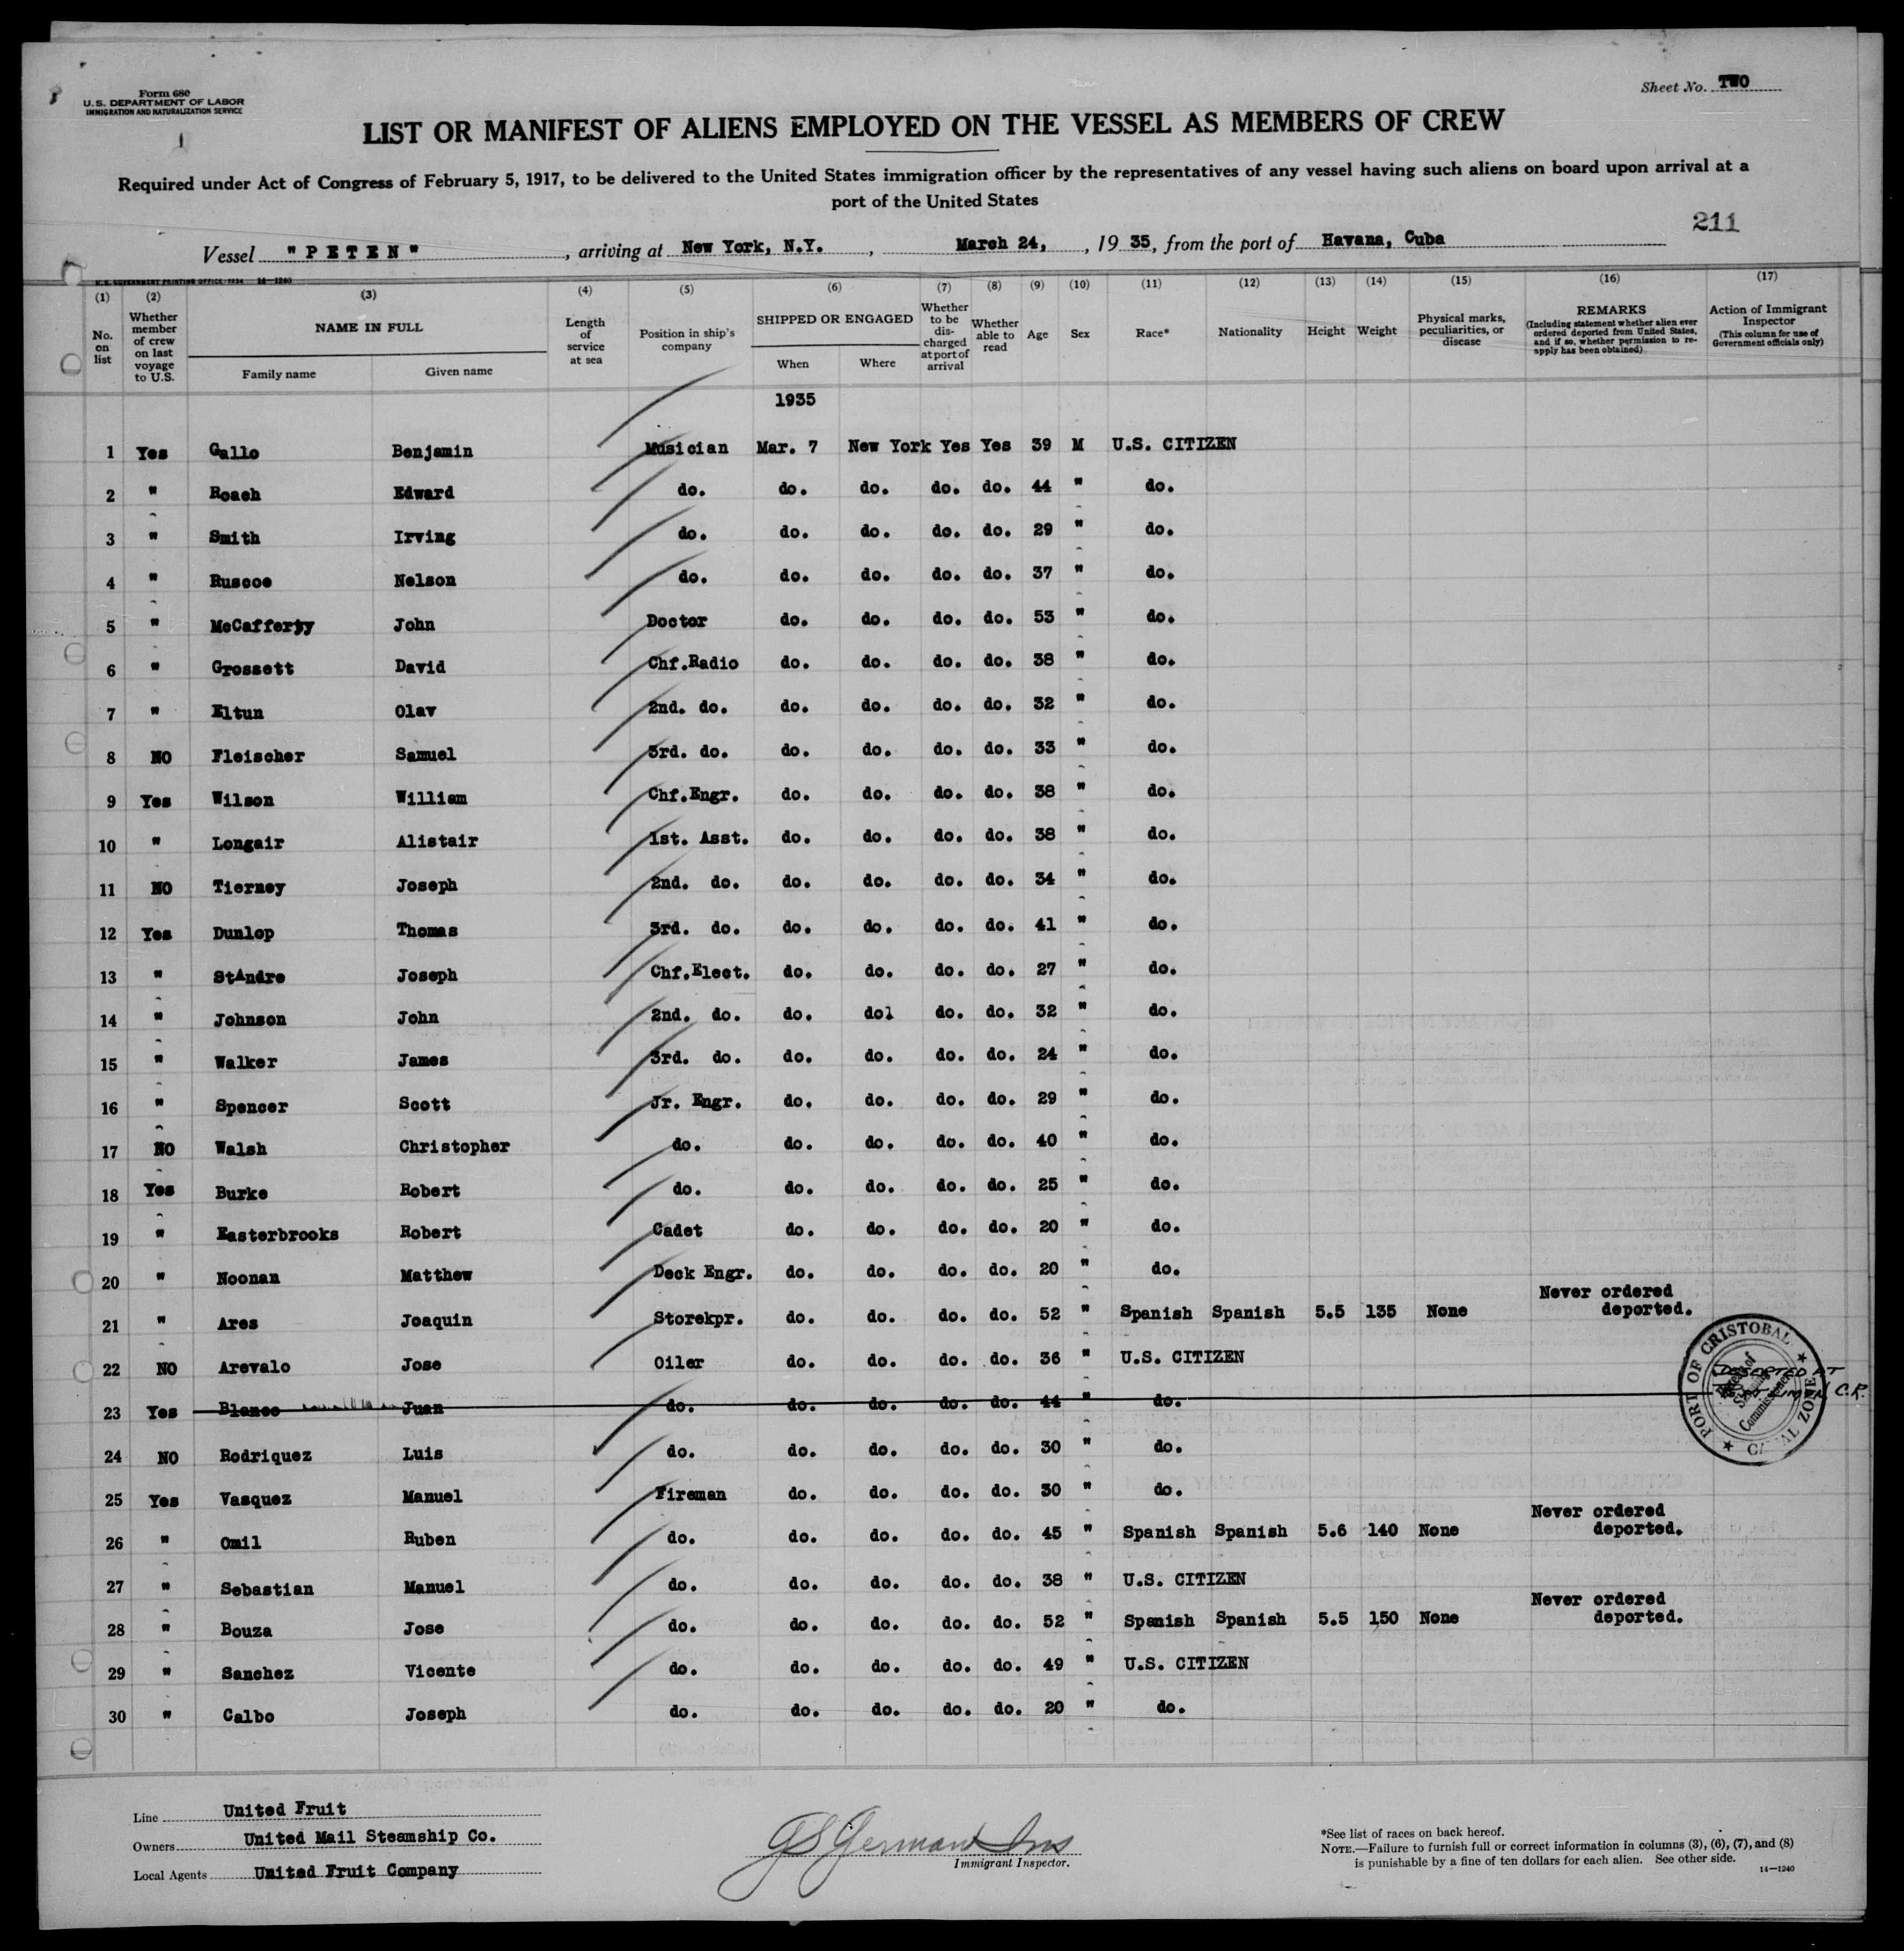 Form 680
U. S. DEPARTMENT OF LABOR
IMMIGRATION AND NATURALIZATION SERVICE
Sheet No. TWO
LIST OR MANIFEST OF ALIENS EMPLOYED ON THE VESSEL AS MEMBERS OF CREW
Required under Act of Congress of February 5, 1917, to be delivered to the United States immigration officer by the representatives of any vessel having such aliens on board upon arrival at a
port of the United States
211
Vessel "PETEN", arriving at New York, N.Y., March 24, 1935, from the port of Havana, Cuba
U. S. GOVERNMENT PRINTING OFFICE: 1934 14—1240
(1) (2) (3) (4) (5) (6) (7) (8) (9) (10) (11) (12) (13) (14) (15) (16) (17)
No. on list
Whether member of crew on last voyage to U.S.
NAME IN FULL
Family name Given name
Length of service at sea
Position in ship's company
SHIPPED OR ENGAGED
When Where
Whether to be discharged at port of arrival
Whether able to read
Age
Sex
Race*
Nationality
Height
Weight
Physical marks, peculiarities, or disease
REMARKS
(Including statement whether alien ever ordered deported from United States, and if so, whether permission to reapply has been obtained)
Action of Immigrant Inspector
(This column for use of Government officials only)
1935
1 Yes Gallo Benjamin Musician Mar. 7 New York Yes Yes 39 M U.S. CITIZEN
2 " Roach Edward do. do. do. do. do. 44 " do.
3 " Smith Irving do. do. do. do. do. 29 " do.
4 " Ruscoe Nelson do. do. do. do. do. 37 " do.
5 " McCafferty John Doctor do. do. do. do. 53 " do.
6 " Grossett David Chf.Radio do. do. do. do. 38 " do.
7 " Eltun Olav 2nd. do. do. do. do. do. 32 " do.
8 NO Fleischer Samuel 3rd. do. do. do. do. do. 33 " do.
9 Yes Wilson William Chf.Engr. do. do. do. do. 38 " do.
10 " Longair Alistair 1st. Asst. do. do. do. do. 38 " do.
11 NO Tierney Joseph 2nd. do. do. do. do. do. 34 " do.
12 Yes Dunlop Thomas 3rd. do. do. do. do. do. 41 " do.
13 " StAndre Joseph Chf.Elect. do. do. do. do. 27 " do.
14 " Johnson John 2nd. do. do. dol do. do. 32 " do.
15 " Walker James 3rd. do. do. do. do. do. 24 " do.
16 " Spencer Scott Jr. Engr. do. do. do. do. 29 " do.
17 NO Walsh Christopher do. do. do. do. do. 40 " do.
18 Yes Burke Robert do. do. do. do. do. 25 " do.
19 " Easterbrooks Robert Cadet do. do. do. do. 20 " do.
20 " Noonan Matthew Deck Engr. do. do. do. do. 20 " do.
21 " Ares Joaquin Storekpr. do. do. do. do. 52 " Spanish Spanish 5.5 135 None Never ordered deported.
22 NO Arevalo Jose Oiler do. do. do. do. 36 " U.S. CITIZEN
23 Yes Blanco Juan do. do. do. do. do. 44 " do.
PORT OF CRISTOBAL
CANAL ZONE
Commissioner
C.R.
24 NO Rodriquez Luis do. do. do. do. do. 30 " do.
25 Yes Vasquez Manuel Fireman do. do. do. do. 30 " do.
26 " Omil Ruben do. do. do. do. do. 45 " Spanish Spanish 5.6 140 None Never ordered deported.
27 " Sebastian Manuel do. do. do. do. do. 38 " U.S. CITIZEN
28 " Bouza Jose do. do. do. do. do. 52 " Spanish Spanish 5.5 150 None Never ordered deported.
29 " Sanchez Vicente do. do. do. do. do. 49 " U.S. CITIZEN
30 " Calbo Joseph do. do. do. do. do. 20 " do.
Line United Fruit
Owners United Mail Steamship Co.
Local Agents United Fruit Company
GS German Ins
Immigrant Inspector.
*See list of races on back hereof.
NOTE.—Failure to furnish full or correct information in columns (3), (6), (7), and (8)
is punishable by a fine of ten dollars for each alien. See other side.
14—1240